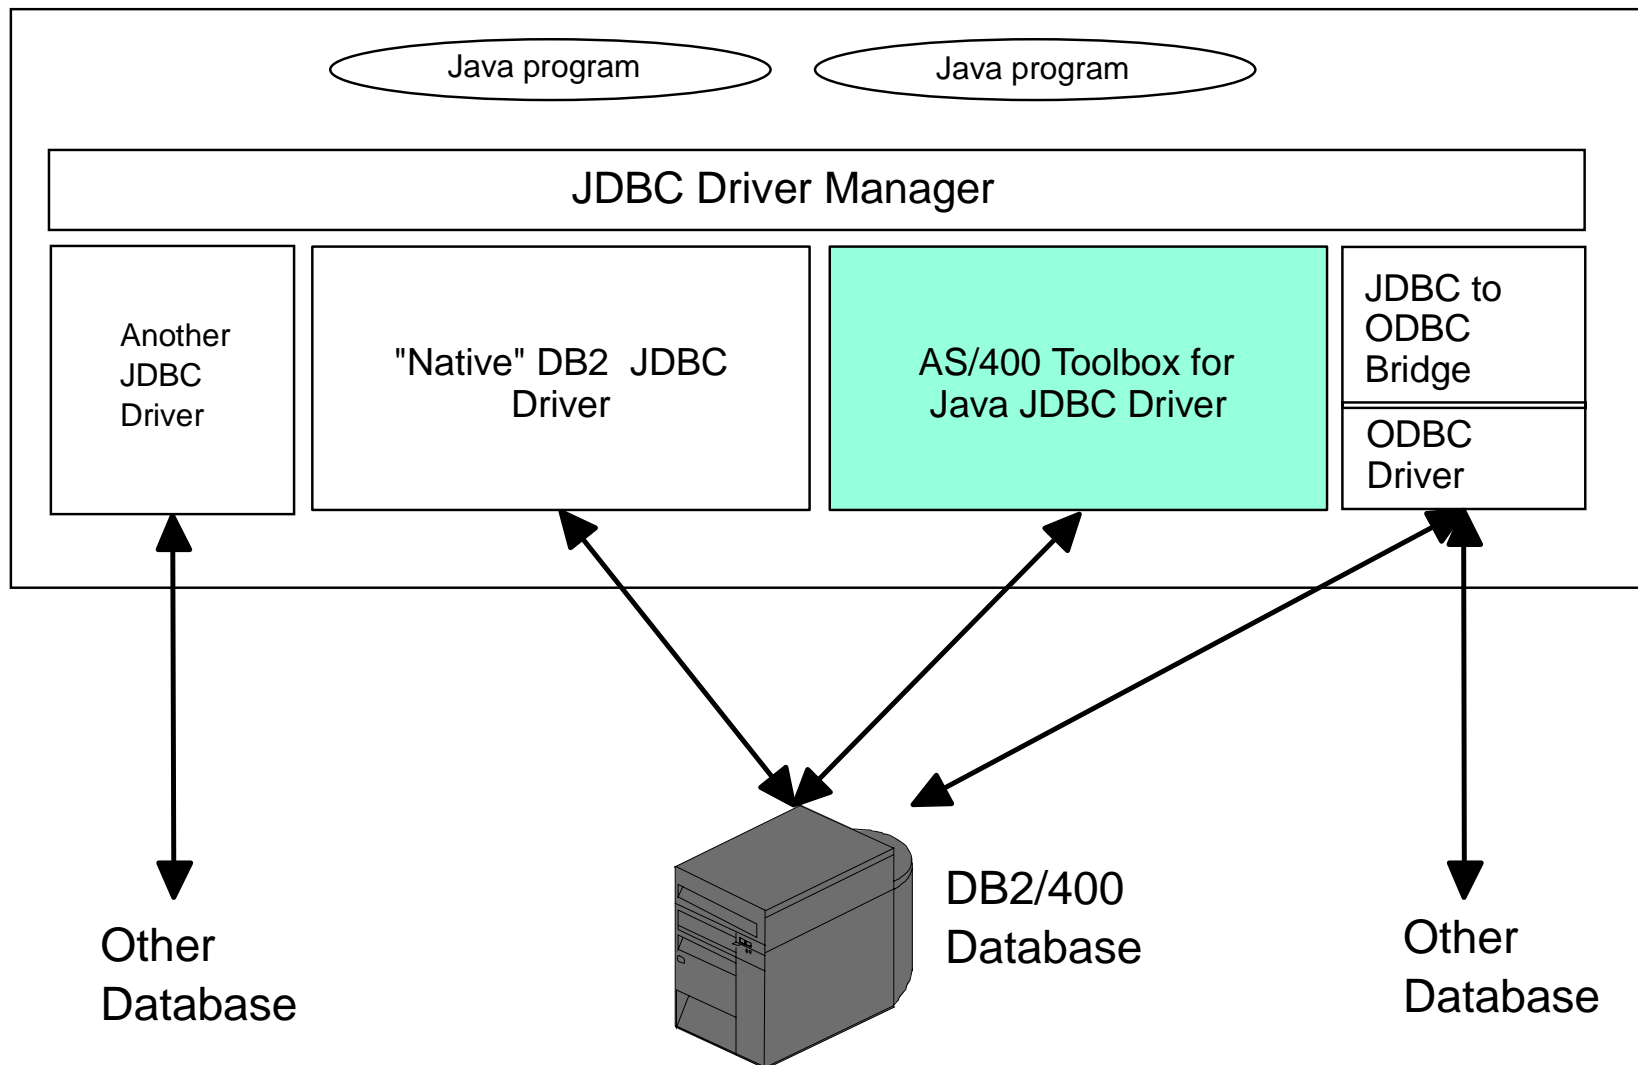 Java program
Java program
JDBC Driver Manager
Another
JDBC
Driver
"Native" DB2 JDBC
Driver
AS/400 Toolbox for
Java JDBC Driver
JDBC to
ODBC
Bridge
ODBC
Driver
Other
Database
DB2/400
Database
Other
Database